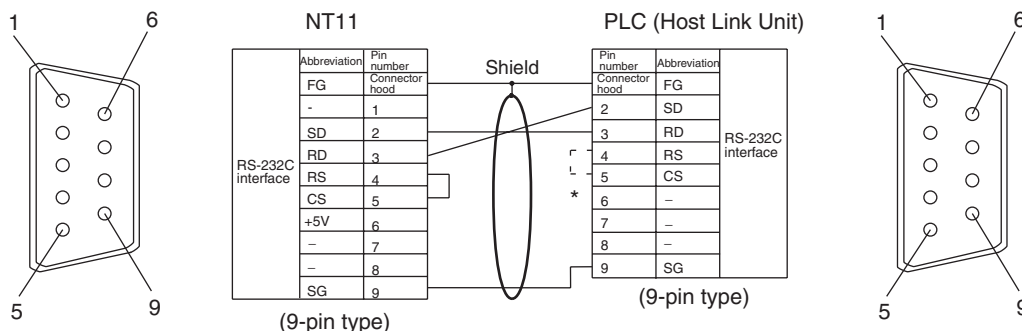 NT11
PLC (Host Link Unit)
1
6
5
9
RS-232C interface
Abbreviation Pin number
FG Connector hood
- 1
SD 2
RD 3
RS 4
CS 5
+5V 6
– 7
– 8
SG 9
(9-pin type)
Shield
*
Pin number Abbreviation
Connector hood FG
2 SD
3 RD
4 RS
5 CS
6 –
7 –
8 –
9 SG
RS-232C interface
(9-pin type)
1
6
5
9